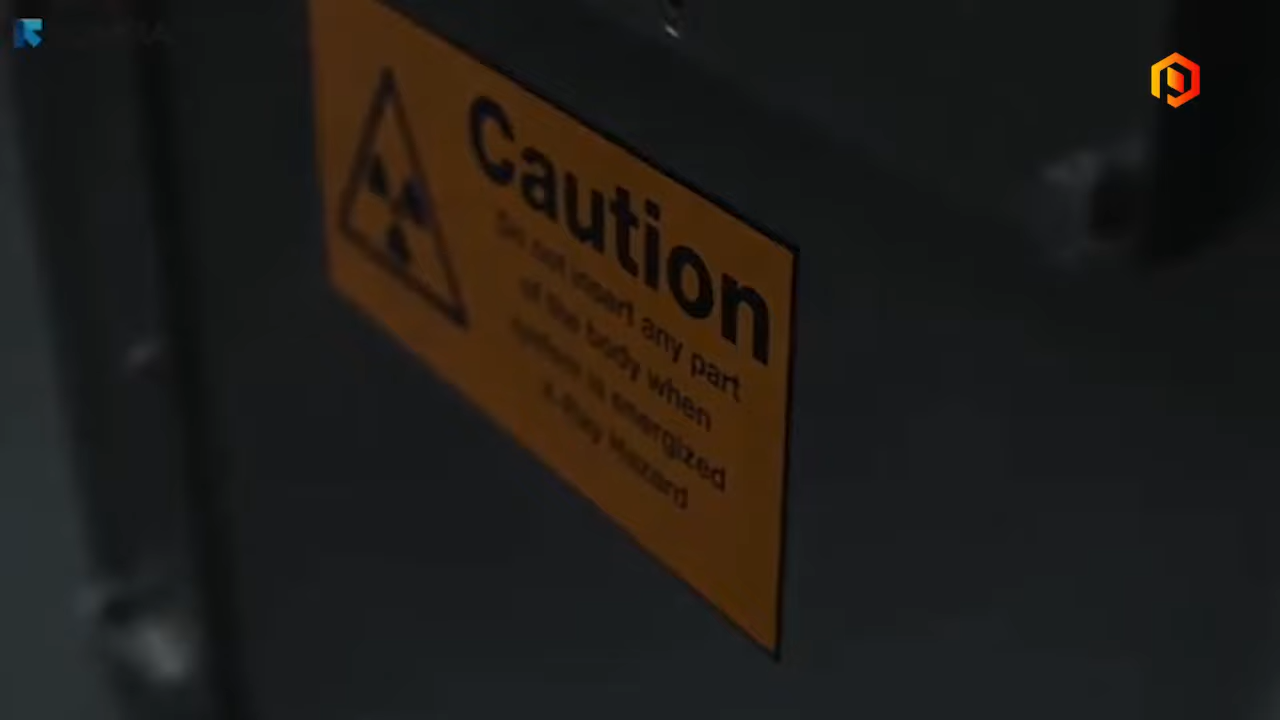 Caution
Do not insert any part
of the body when
system is energized
X-Ray Hazard